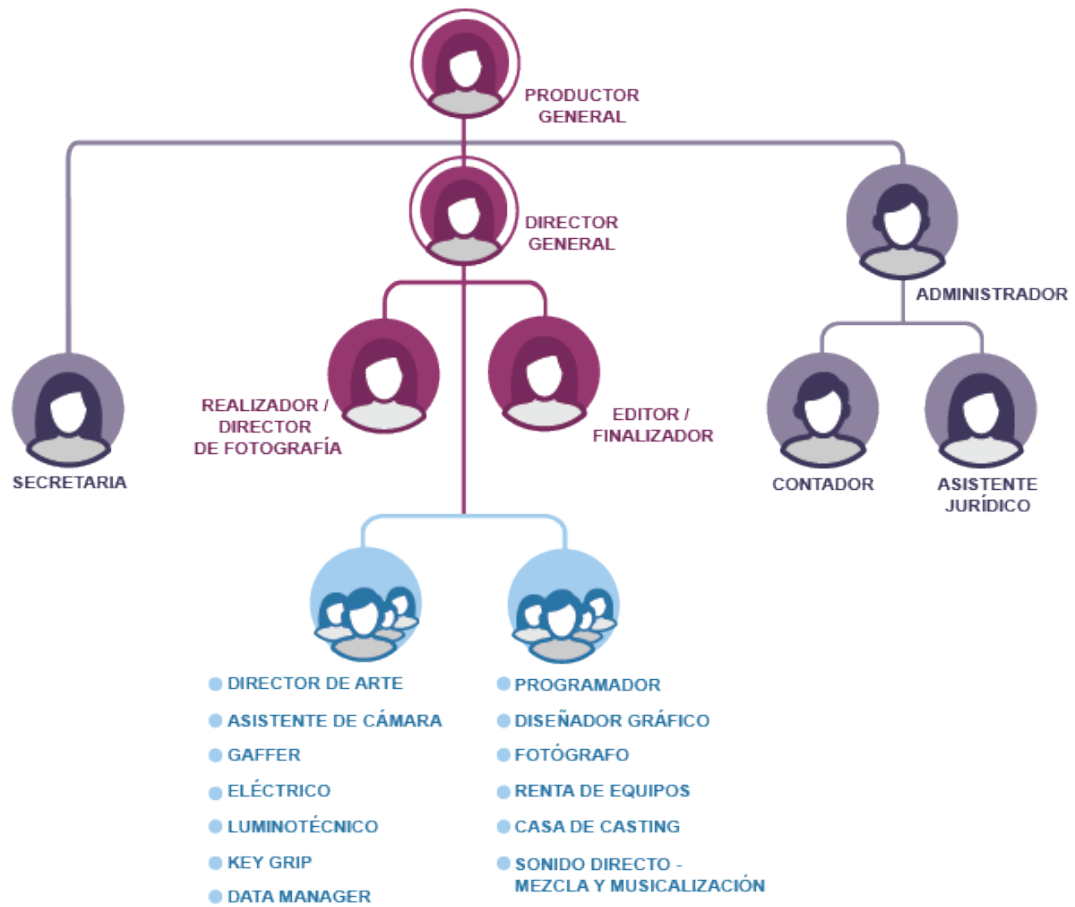 PRODUCTOR
GENERAL
DIRECTOR
GENERAL
ADMINISTRADOR
REALIZADOR /
DIRECTOR
DE FOTOGRAFÍA
EDITOR /
FINALIZADOR
SECRETARIA
CONTADOR
ASISTENTE
JURÍDICO
DIRECTOR DE ARTE
ASISTENTE DE CÁMARA
GAFFER
ELÉCTRICO
LUMINOTÉCNICO
KEY GRIP
DATA MANAGER
PROGRAMADOR
DISEÑADOR GRÁFICO
FOTÓGRAFO
RENTA DE EQUIPOS
CASA DE CASTING
SONIDO DIRECTO -
MEZCLA Y MUSICALIZACIÓN